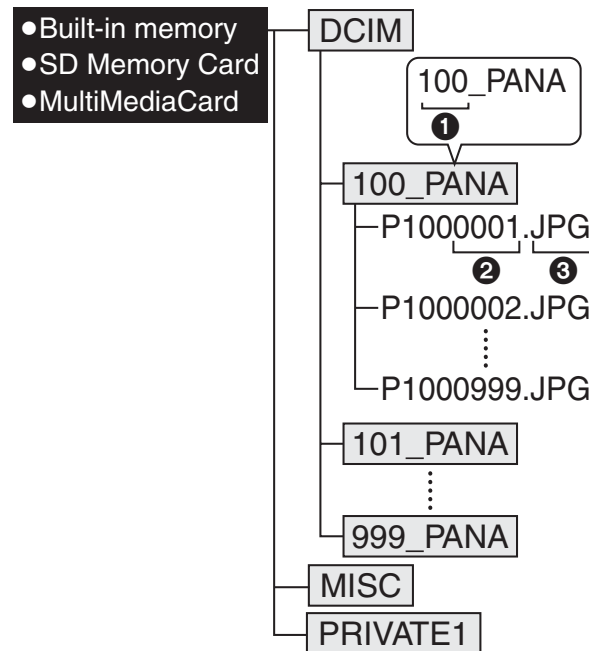 ●Built-in memory
●SD Memory Card
●MultiMediaCard
DCIM
100_PANA
❶
100_PANA
P1000001.JPG
❷ ❸
P1000002.JPG
P1000999.JPG
101_PANA
999_PANA
MISC
PRIVATE1